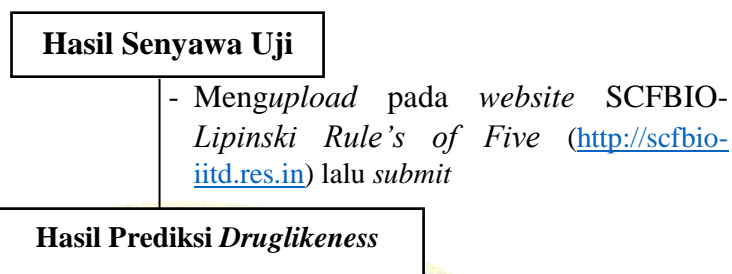 Hasil Senyawa Uji
- Mengupload pada website SCFBIO-
Lipinski Rule's of Five (http://scfbio-
iitd.res.in) lalu submit
Hasil Prediksi Druglikeness